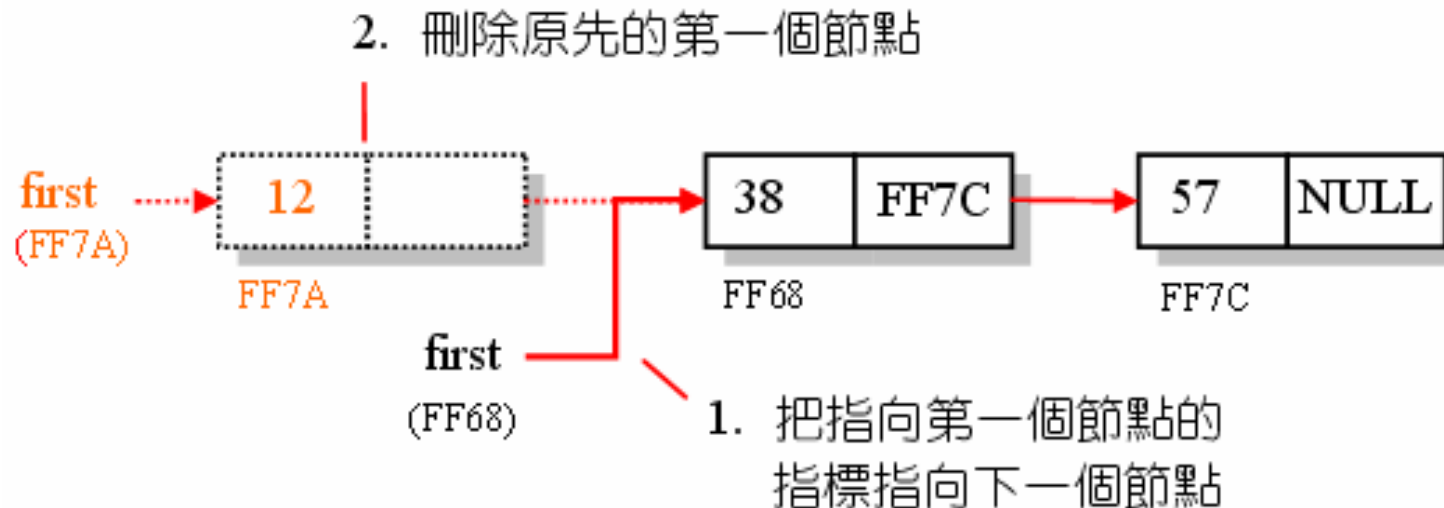 2. 刪除原先的第一個節點
first
(FF7A)
12
38
FF7C
57
NULL
FF7A
FF68
FF7C
first
(FF68)
1. 把指向第一個節點的
指標指向下一個節點